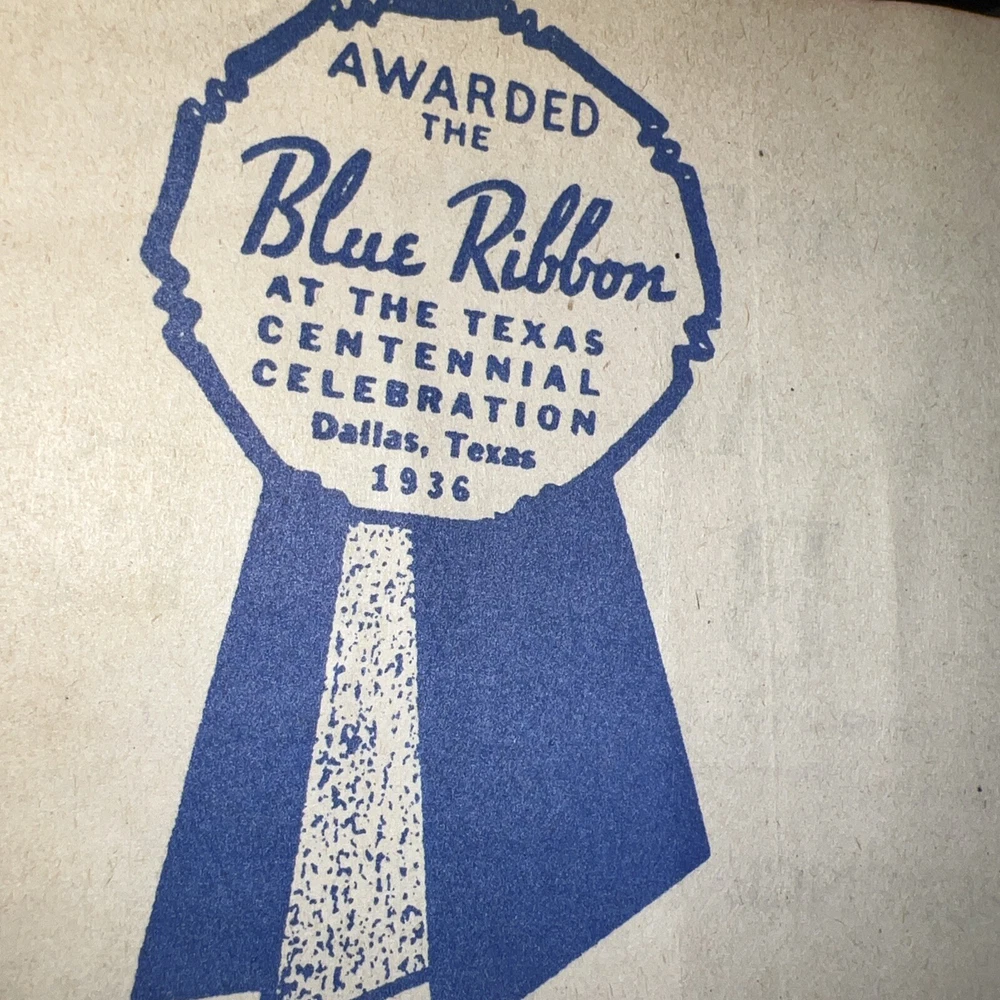 AWARDED
THE
Blue Ribbon
AT THE TEXAS
CENTENNIAL
CELEBRATION
Dallas, Texas
1936